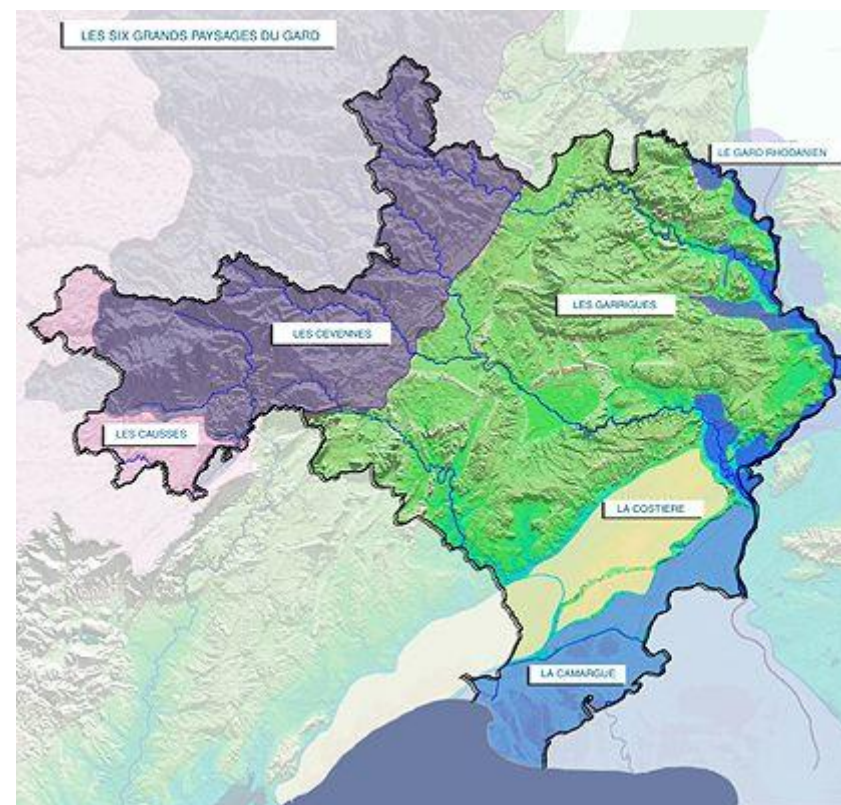 LES SIX GRANDS PAYSAGES DU GARD
LE GARD RHODANIEN
LES GARRIGUES
LES CEVENNES
LES CAUSSES
LA COSTIERE
LA CAMARGUE